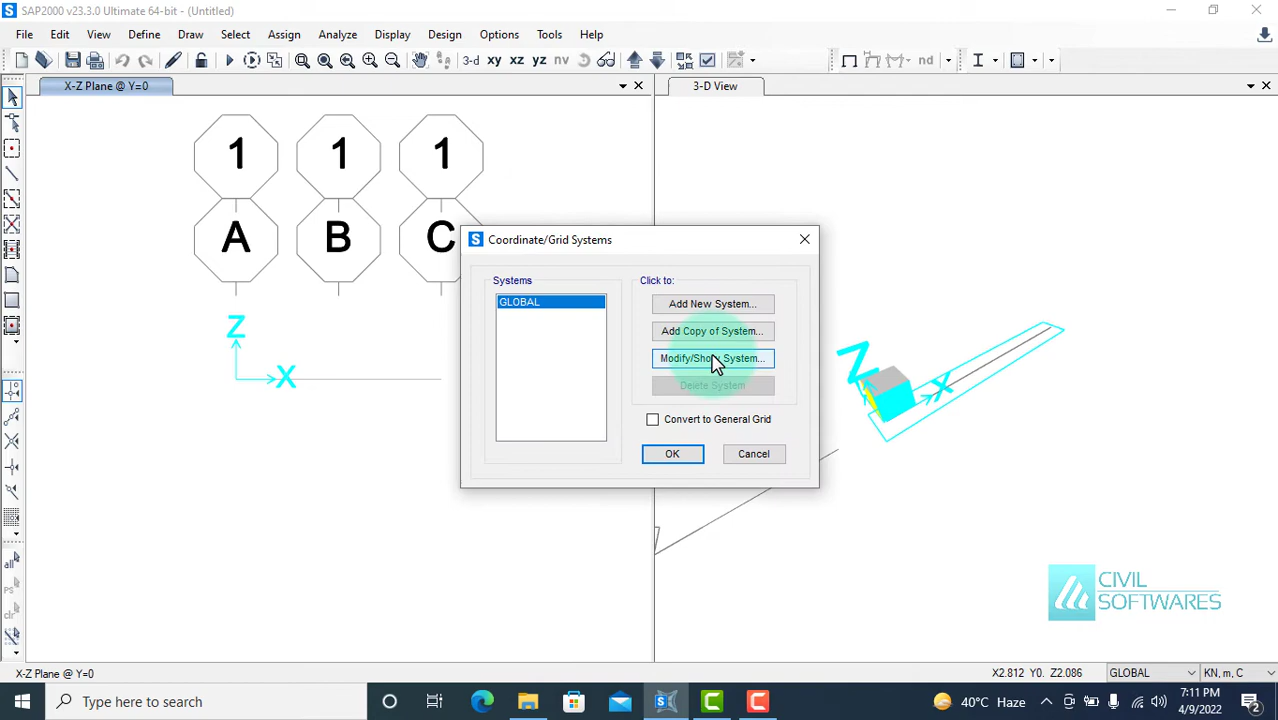 SAP2000 v23.3.0 Ultimate 64-bit - (Untitled)
File Edit View Define Draw Select Assign Analyze Display Design Options Tools Help
3-d xy xz yz nv nd
X-Z Plane @ Y=0
3-D View
1 1 1
A B C
Z
X
Coordinate/Grid Systems
Systems
GLOBAL
Click to:
Add New System...
Add Copy of System...
Modify/Show System...
Delete System
Convert to General Grid
OK Cancel
Z
X
all
PS
clr
CIVIL
SOFTWARES
X-Z Plane @ Y=0
X2.812 Y0. Z2.086
GLOBAL
KN, m, C
Type here to search
40°C Haze
7:11 PM
4/9/2022
2